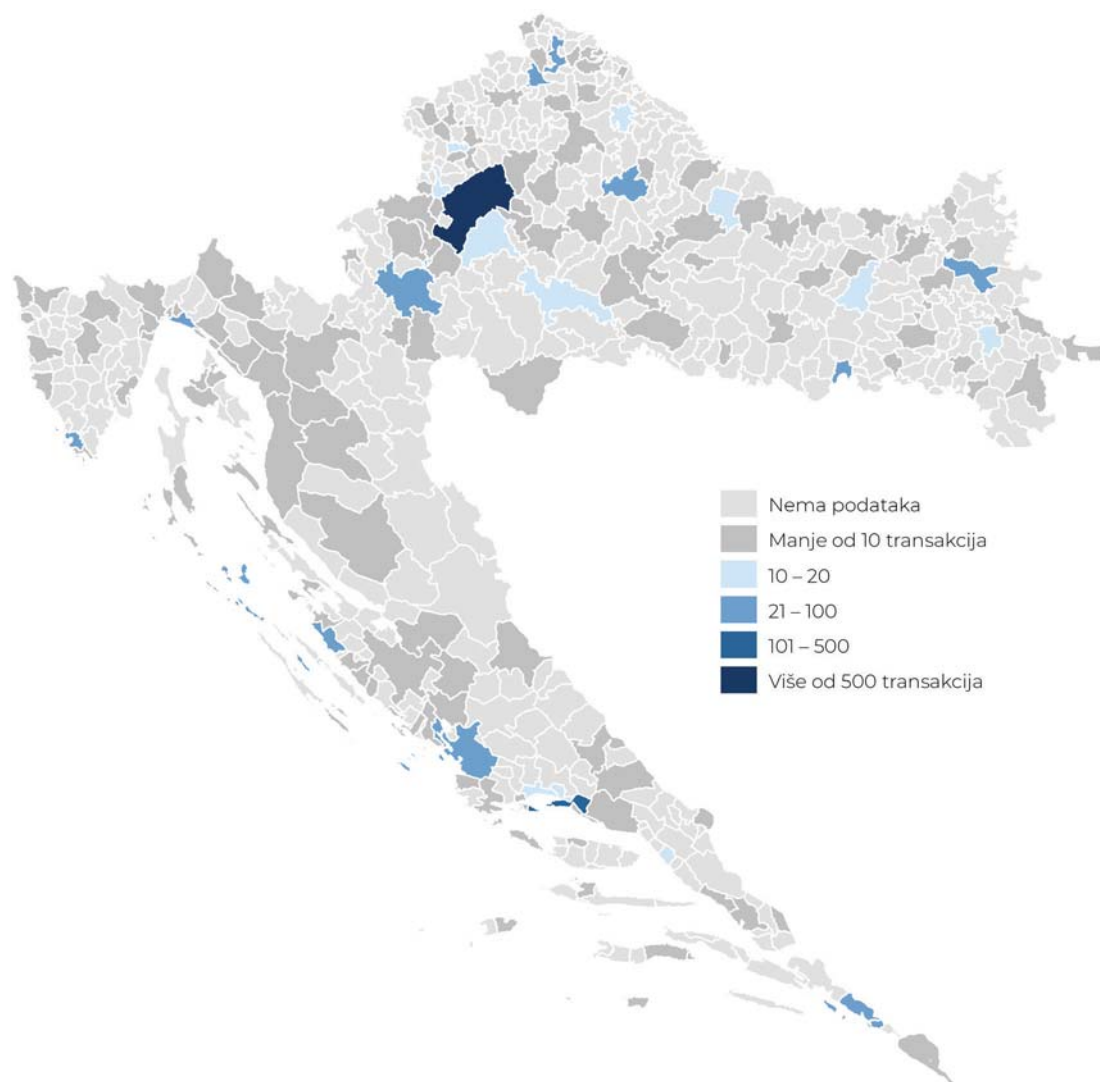 Nema podataka
Manje od 10 transakcija
10 – 20
21 – 100
101 – 500
Više od 500 transakcija